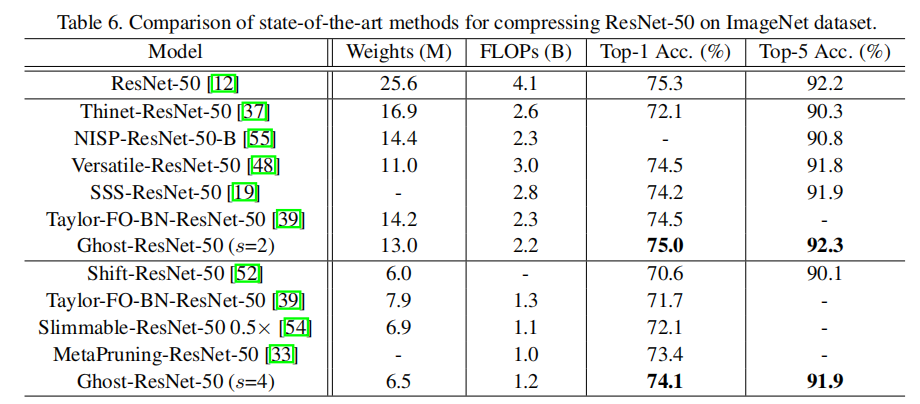 Table 6. Comparison of state-of-the-art methods for compressing ResNet-50 on ImageNet dataset.
Model Weights (M) FLOPs (B) Top-1 Acc. (%) Top-5 Acc. (%)
ResNet-50 [12] 25.6 4.1 75.3 92.2
Thinet-ResNet-50 [37] 16.9 2.6 72.1 90.3
NISP-ResNet-50-B [55] 14.4 2.3 - 90.8
Versatile-ResNet-50 [48] 11.0 3.0 74.5 91.8
SSS-ResNet-50 [19] - 2.8 74.2 91.9
Taylor-FO-BN-ResNet-50 [39] 14.2 2.3 74.5 -
Ghost-ResNet-50 (s=2) 13.0 2.2 75.0 92.3
Shift-ResNet-50 [52] 6.0 - 70.6 90.1
Taylor-FO-BN-ResNet-50 [39] 7.9 1.3 71.7 -
Slimmable-ResNet-50 0.5× [54] 6.9 1.1 72.1 -
MetaPruning-ResNet-50 [33] - 1.0 73.4 -
Ghost-ResNet-50 (s=4) 6.5 1.2 74.1 91.9